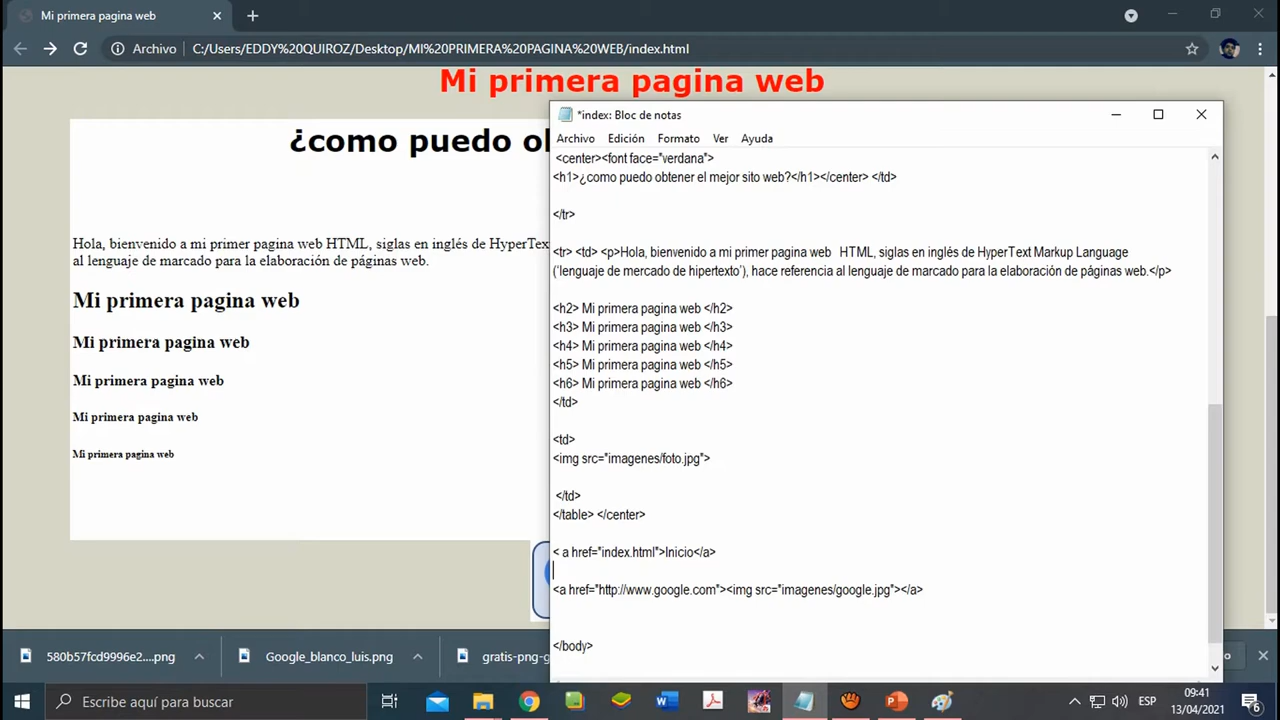 Mi primera pagina web
Archivo
C:/Users/EDDY%20QUIROZ/Desktop/MI%20PRIMERA%20PAGINA%20WEB/index.html
Mi primera pagina web
¿como puedo ob
Hola, bienvenido a mi primer pagina web HTML, siglas en inglés de HyperTex
al lenguaje de marcado para la elaboración de páginas web.
Mi primera pagina web
Mi primera pagina web
Mi primera pagina web
Mi primera pagina web
Mi primera pagina web
*index: Bloc de notas
Archivo Edición Formato Ver Ayuda
<center><font face="verdana">
<h1>¿como puedo obtener el mejor sito web?</h1></center> </td>
</tr>
<tr> <td> <p>Hola, bienvenido a mi primer pagina web HTML, siglas en inglés de HyperText Markup Language
('lenguaje de mercado de hipertexto'), hace referencia al lenguaje de marcado para la elaboración de páginas web.</p>
<h2> Mi primera pagina web </h2>
<h3> Mi primera pagina web </h3>
<h4> Mi primera pagina web </h4>
<h5> Mi primera pagina web </h5>
<h6> Mi primera pagina web </h6>
</td>
<td>
<img src="imagenes/foto.jpg">
</td>
</table> </center>
< a href="index.html">Inicio</a>
<a href="http://www.google.com"><img src="imagenes/google.jpg"></a>
</body>
580b57fcd9996e2....png
Google_blanco_luis.png
gratis-png-g
o
Escribe aquí para buscar
ESP
09:41
13/04/2021
6